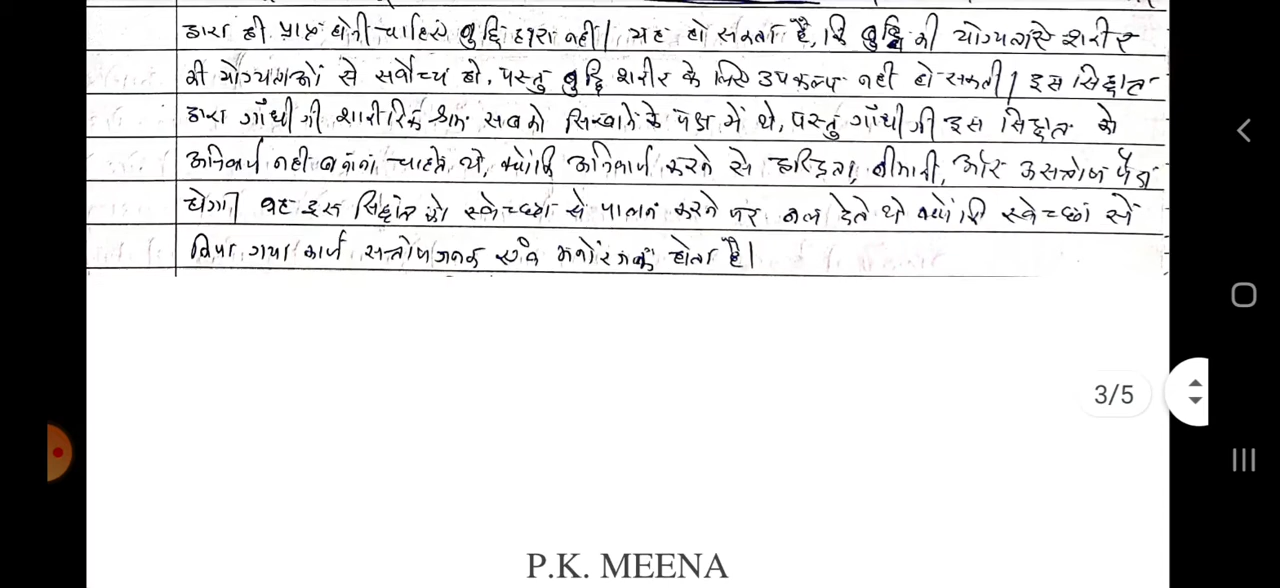 द्वारा ही प्राप्त होनी चाहिए बुद्धि द्वारा नहीं। यह हो सकता है, कि बुद्धि की योग्यताएं शरीर
की योग्यताओं से सर्वोच्य हो, परन्तु बुद्धि शरीर के लिए उपकल्प नही हो सकती। इस सिद्धांत
द्वारा गाँधी जी शारीरिक श्रम सबको सिखाने के पक्ष में थे, परन्तु गाँधी जी इस सिद्धांत को
अनिवार्य नही बनाना चाहते थे, क्योंकि अनिवार्य करने से दरिद्रता, बीमारी, और असन्तोष पैदा
होगा। वह इस सिद्धांत को स्वेच्छा से पालन करने पर बल देते थे क्योंकि स्वेच्छा से
किया गया कार्य सन्तोषजनक एवं मनोरंजक होता है।
3/5
P.K. MEENA